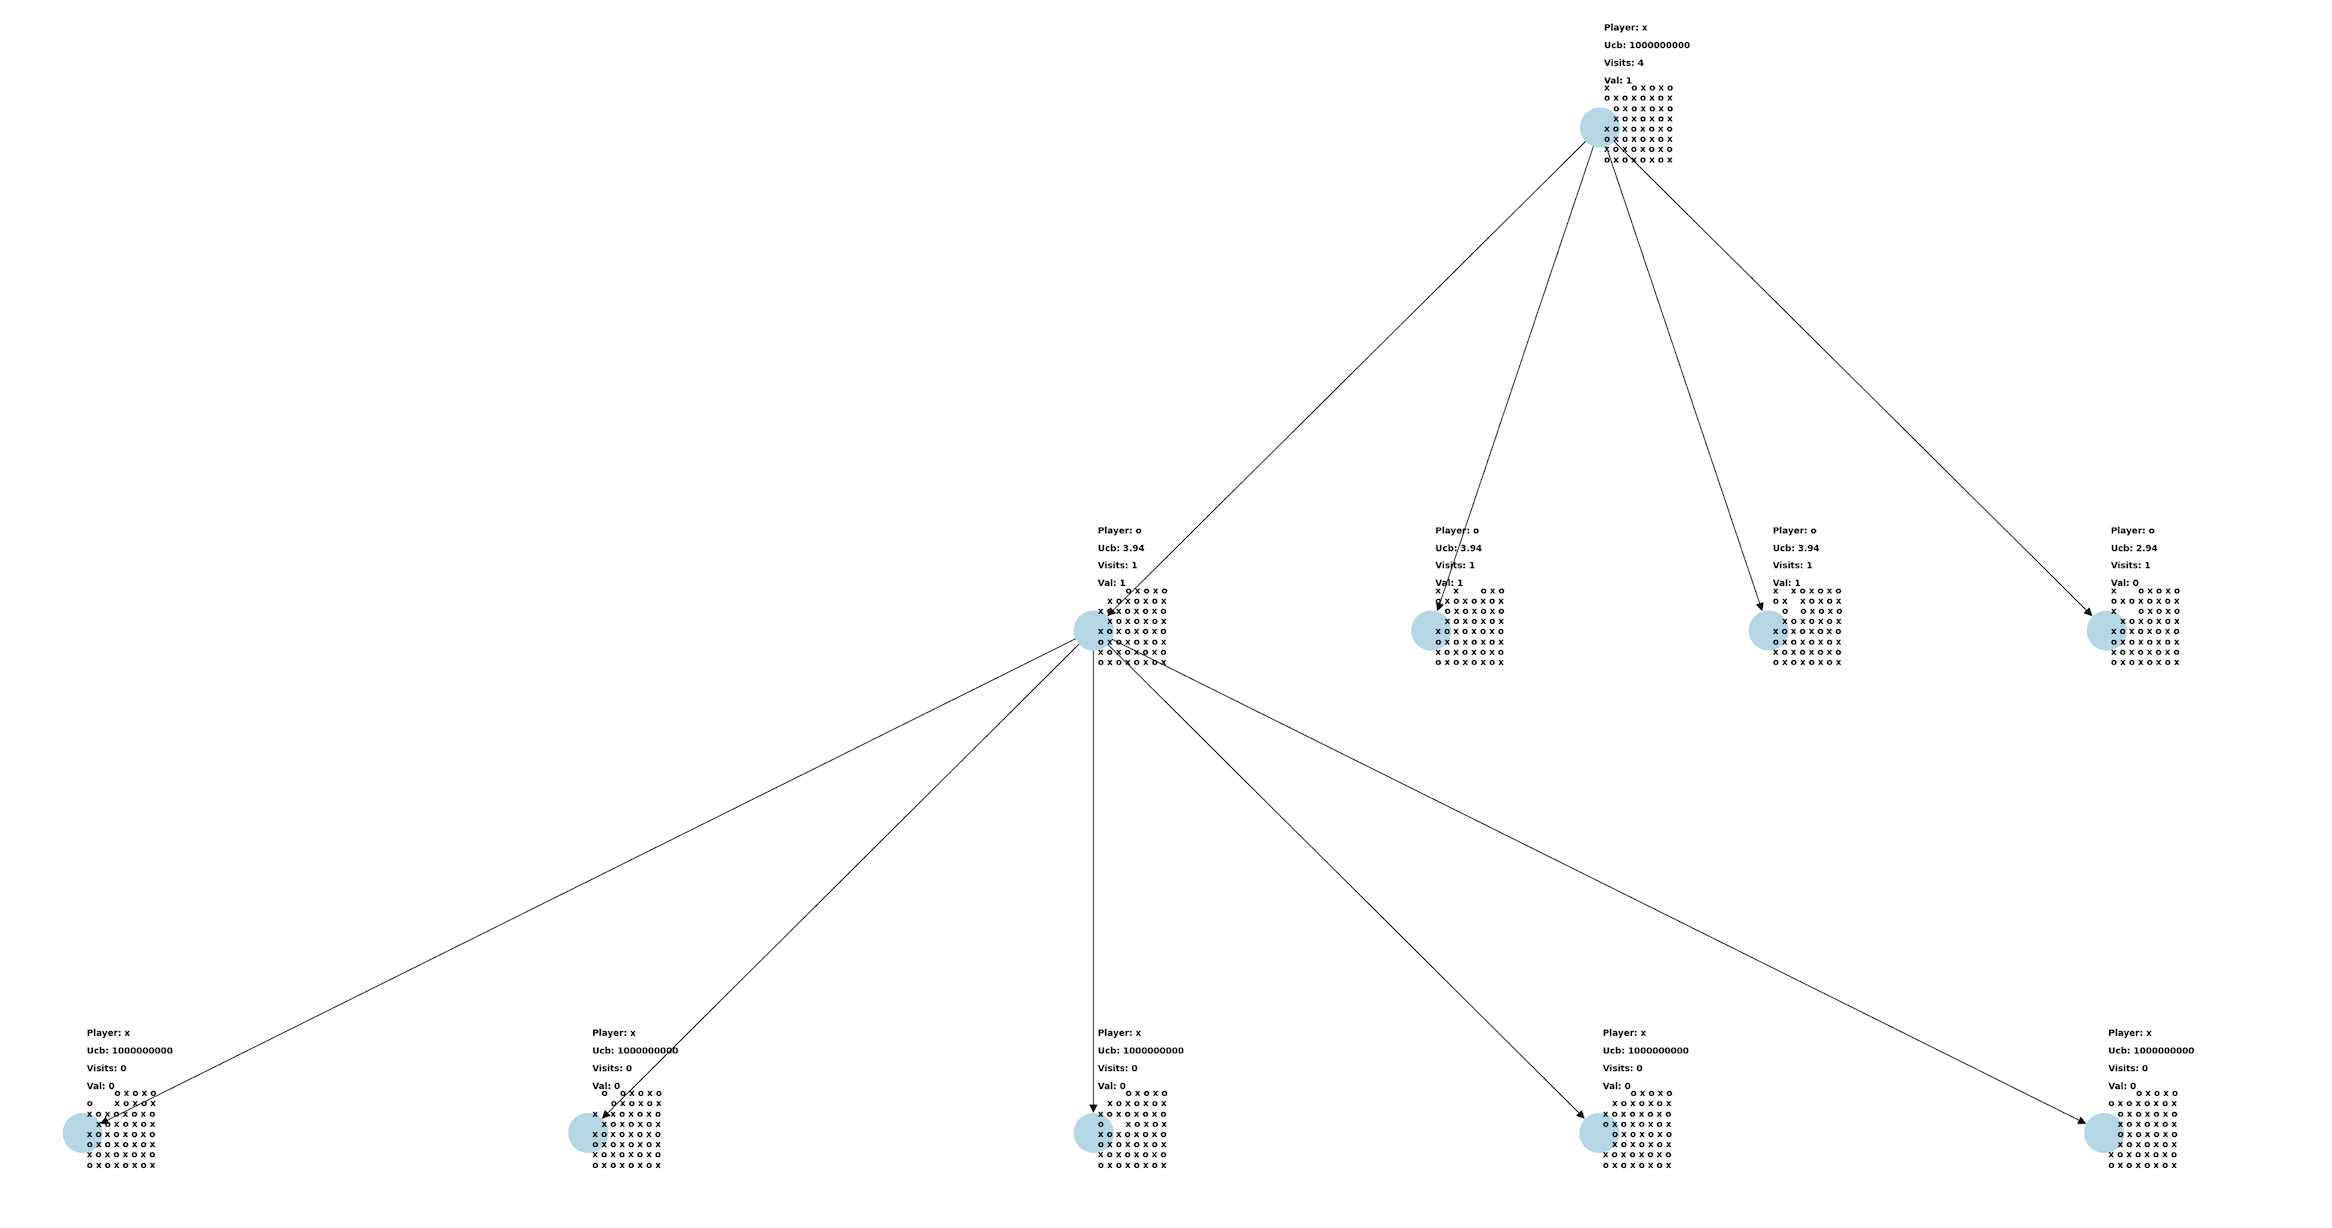 Player: x
Ucb: 1000000000
Visits: 4
Val: 1
x o x o x o
o x o x o x o x
o x o x o x o
x o x o x o x
x o x o x o x o
o x o x o x o x
x o x o x o x o
o x o x o x o x
Player: o
Ucb: 3.94
Visits: 1
Val: 1
o x o x o
x o x o x o x
x o x o x o x o
x o x o x o x
x o x o x o x o
o x o x o x o x
x o x o x o x o
o x o x o x o x
Player: o
Ucb: 3.94
Visits: 1
Val: 1
x x o x o
o x o x o x o x
o x o x o x o
x o x o x o x
x o x o x o x o
o x o x o x o x
x o x o x o x o
o x o x o x o x
Player: o
Ucb: 3.94
Visits: 1
Val: 1
x x o x o x o
o x x o x o x
o o x o x o
x o x o x o x
x o x o x o x o
o x o x o x o x
x o x o x o x o
o x o x o x o x
Player: o
Ucb: 2.94
Visits: 1
Val: 0
x o x o x o
o x o x o x o x
x o x o x o
x o x o x o x
x o x o x o x o
o x o x o x o x
x o x o x o x o
o x o x o x o x
Player: x
Ucb: 1000000000
Visits: 0
Val: 0
o x o x o
o x o x o x
x o x o x o x o
x o x o x o x
x o x o x o x o
o x o x o x o x
x o x o x o x o
o x o x o x o x
Player: x
Ucb: 1000000000
Visits: 0
Val: 0
o o x o x o
o x o x o x
x x o x o x o
x o x o x o x
x o x o x o x o
o x o x o x o x
x o x o x o x o
o x o x o x o x
Player: x
Ucb: 1000000000
Visits: 0
Val: 0
o x o x o
x o x o x o x
x o x o x o x o
o x o x o x
x o x o x o x o
o x o x o x o x
x o x o x o x o
o x o x o x o x
Player: x
Ucb: 1000000000
Visits: 0
Val: 0
o x o x o
x o x o x o x
x o x o x o x o
o x o x o x o x
o x o x o x o
x o x o x o x
x o x o x o x o
o x o x o x o x
Player: x
Ucb: 1000000000
Visits: 0
Val: 0
o x o x o
o x o x o x o x
o x o x o x o
x o x o x o x
o x o x o x o
x o x o x o x
x o x o x o x o
o x o x o x o x